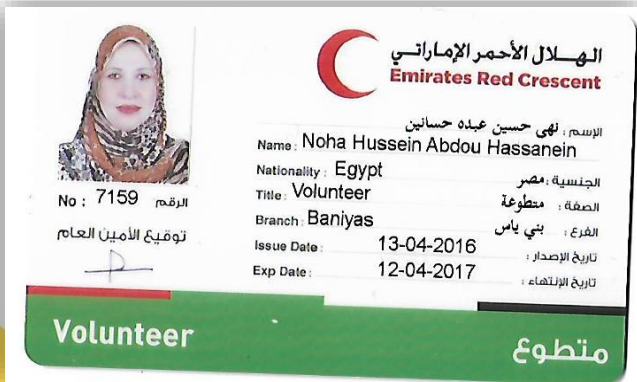 الهلال الأحمر الإماراتي
Emirates Red Crescent
الإسم : نهى حسين عبده حسانين
Name : Noha Hussein Abdou Hassanein
Nationality : Egypt الجنسية : مصر
Title : Volunteer الصفة : متطوعة
Branch : Baniyas الفرع : بني ياس
Issue Date : 13-04-2016 تاريخ الإصدار :
Exp Date : 12-04-2017 تاريخ الإنتهاء :
No : 7159 الرقم
توقيع الأمين العام
Volunteer متطوع